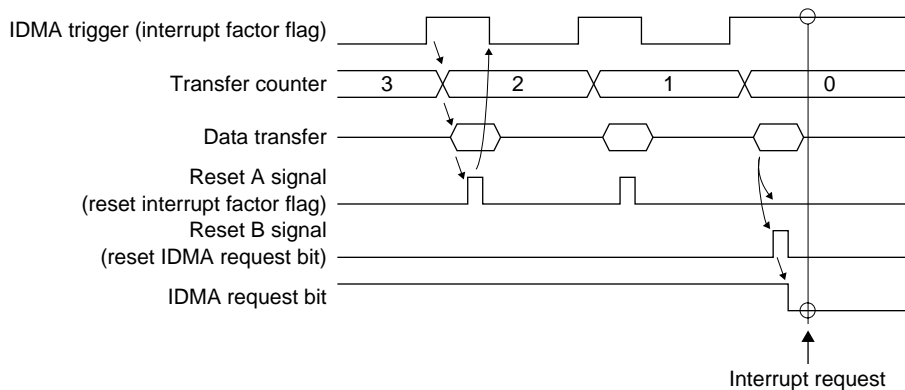 IDMA trigger (interrupt factor flag)
Transfer counter
3 2 1 0
Data transfer
Reset A signal
(reset interrupt factor flag)
Reset B signal
(reset IDMA request bit)
IDMA request bit
Interrupt request